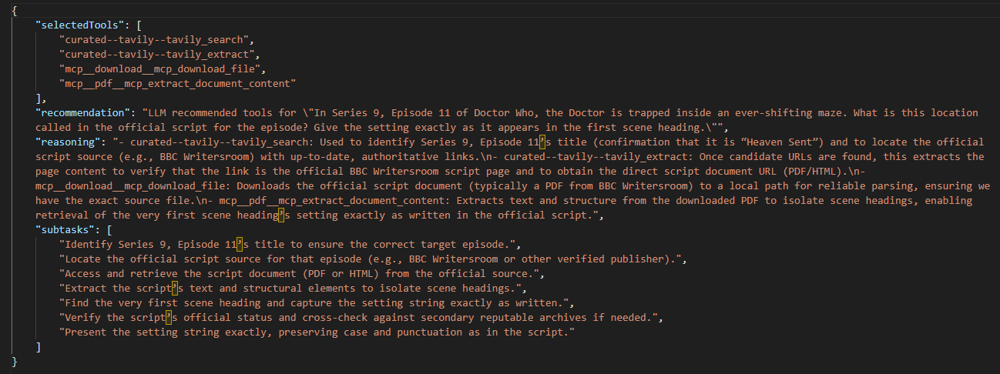 {
"selectedTools": [
"curated--tavily--tavily_search",
"curated--tavily--tavily_extract",
"mcp__download__mcp_download_file",
"mcp__pdf__mcp_extract_document_content"
],
"recommendation": "LLM recommended tools for \"In Series 9, Episode 11 of Doctor Who, the Doctor is trapped inside an ever-shifting maze. What is this location
called in the official script for the episode? Give the setting exactly as it appears in the first scene heading.\"",
"reasoning": "- curated--tavily--tavily_search: Used to identify Series 9, Episode 11’s title (confirmation that it is “Heaven Sent”) and to locate the official
script source (e.g., BBC Writersroom) with up-to-date, authoritative links.\n- curated--tavily--tavily_extract: Once candidate URLs are found, this extracts the
page content to verify that the link is the official BBC Writersroom script page and to obtain the direct script document URL (PDF/HTML).\n-
mcp__download__mcp_download_file: Downloads the official script document (typically a PDF from BBC Writersroom) to a local path for reliable parsing, ensuring we
have the exact source file.\n- mcp__pdf__mcp_extract_document_content: Extracts text and structure from the downloaded PDF to isolate scene headings, enabling
retrieval of the very first scene heading’s setting exactly as written in the official script.",
"subtasks": [
"Identify Series 9, Episode 11’s title to ensure the correct target episode.",
"Locate the official script source for that episode (e.g., BBC Writersroom or other verified publisher).",
"Access and retrieve the script document (PDF or HTML) from the official source.",
"Extract the script’s text and structural elements to isolate scene headings.",
"Find the very first scene heading and capture the setting string exactly as written.",
"Verify the script’s official status and cross-check against secondary reputable archives if needed.",
"Present the setting string exactly, preserving case and punctuation as in the script."
]
}